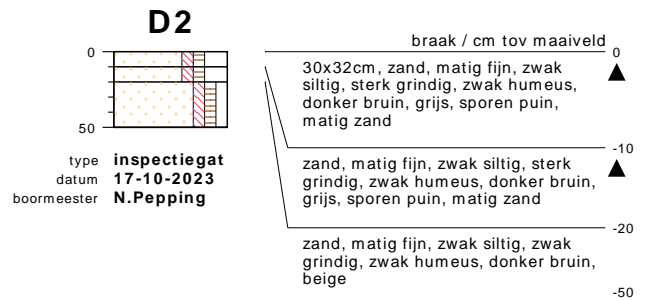 D2
braak / cm tov maaiveld
0
0
30x32cm, zand, matig fijn, zwak
siltig, sterk grindig, zwak humeus,
donker bruin, grijs, sporen puin,
matig zand
50
-10
type inspectiegat
datum 17-10-2023
boormeester N.Pepping
zand, matig fijn, zwak siltig, sterk
grindig, zwak humeus, donker bruin,
grijs, sporen puin, matig zand
-20
zand, matig fijn, zwak siltig, zwak
grindig, zwak humeus, donker bruin,
beige
-50